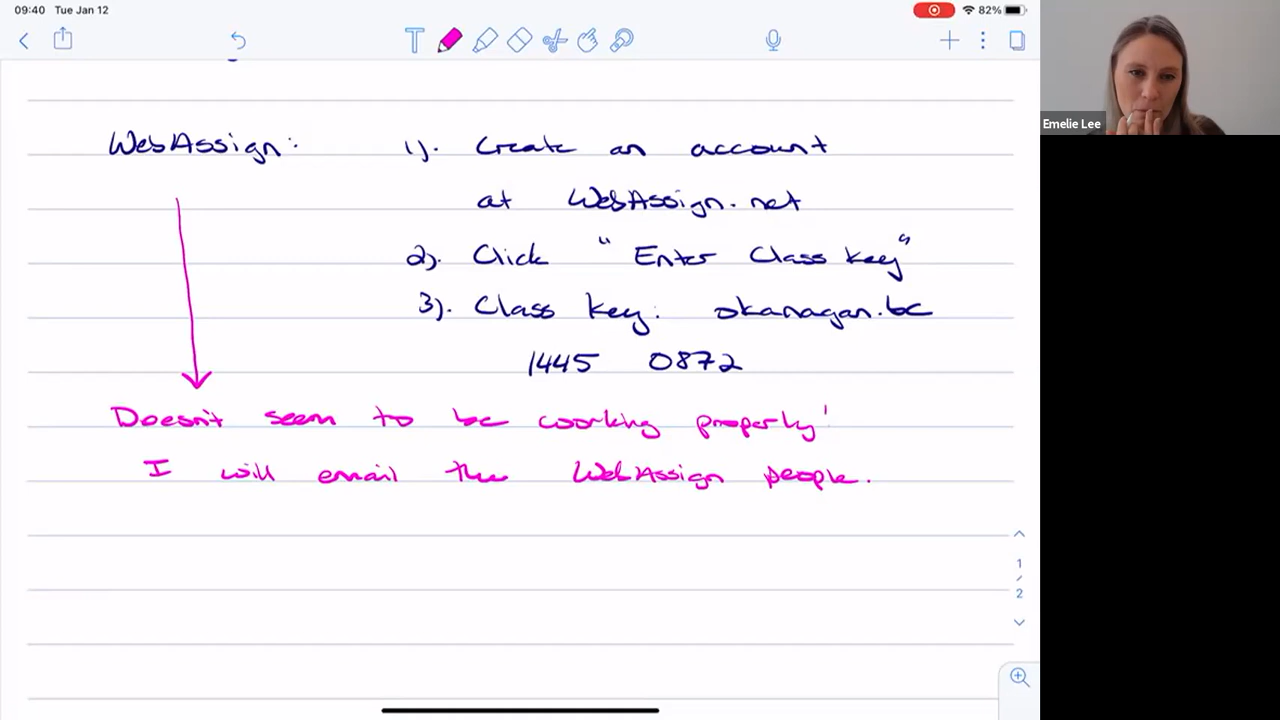 09:40 Tue Jan 12
82%
Emelie Lee
WebAssign: 1). Create an account
at WebAssign.net
2). Click "Enter Class Key"
3). Class Key: okanagan.bc
1445 0872
Doesn't seem to be working properly!
I will email the WebAssign people.
1
/
2